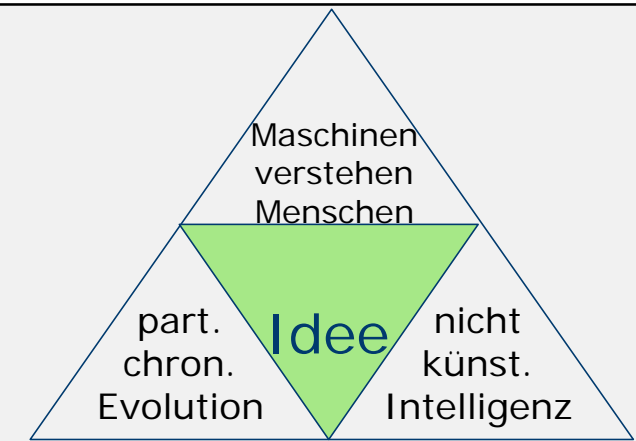 Maschinen
verstehen
Menschen
part.
chron.
Evolution
Idee
nicht
künst.
Intelligenz